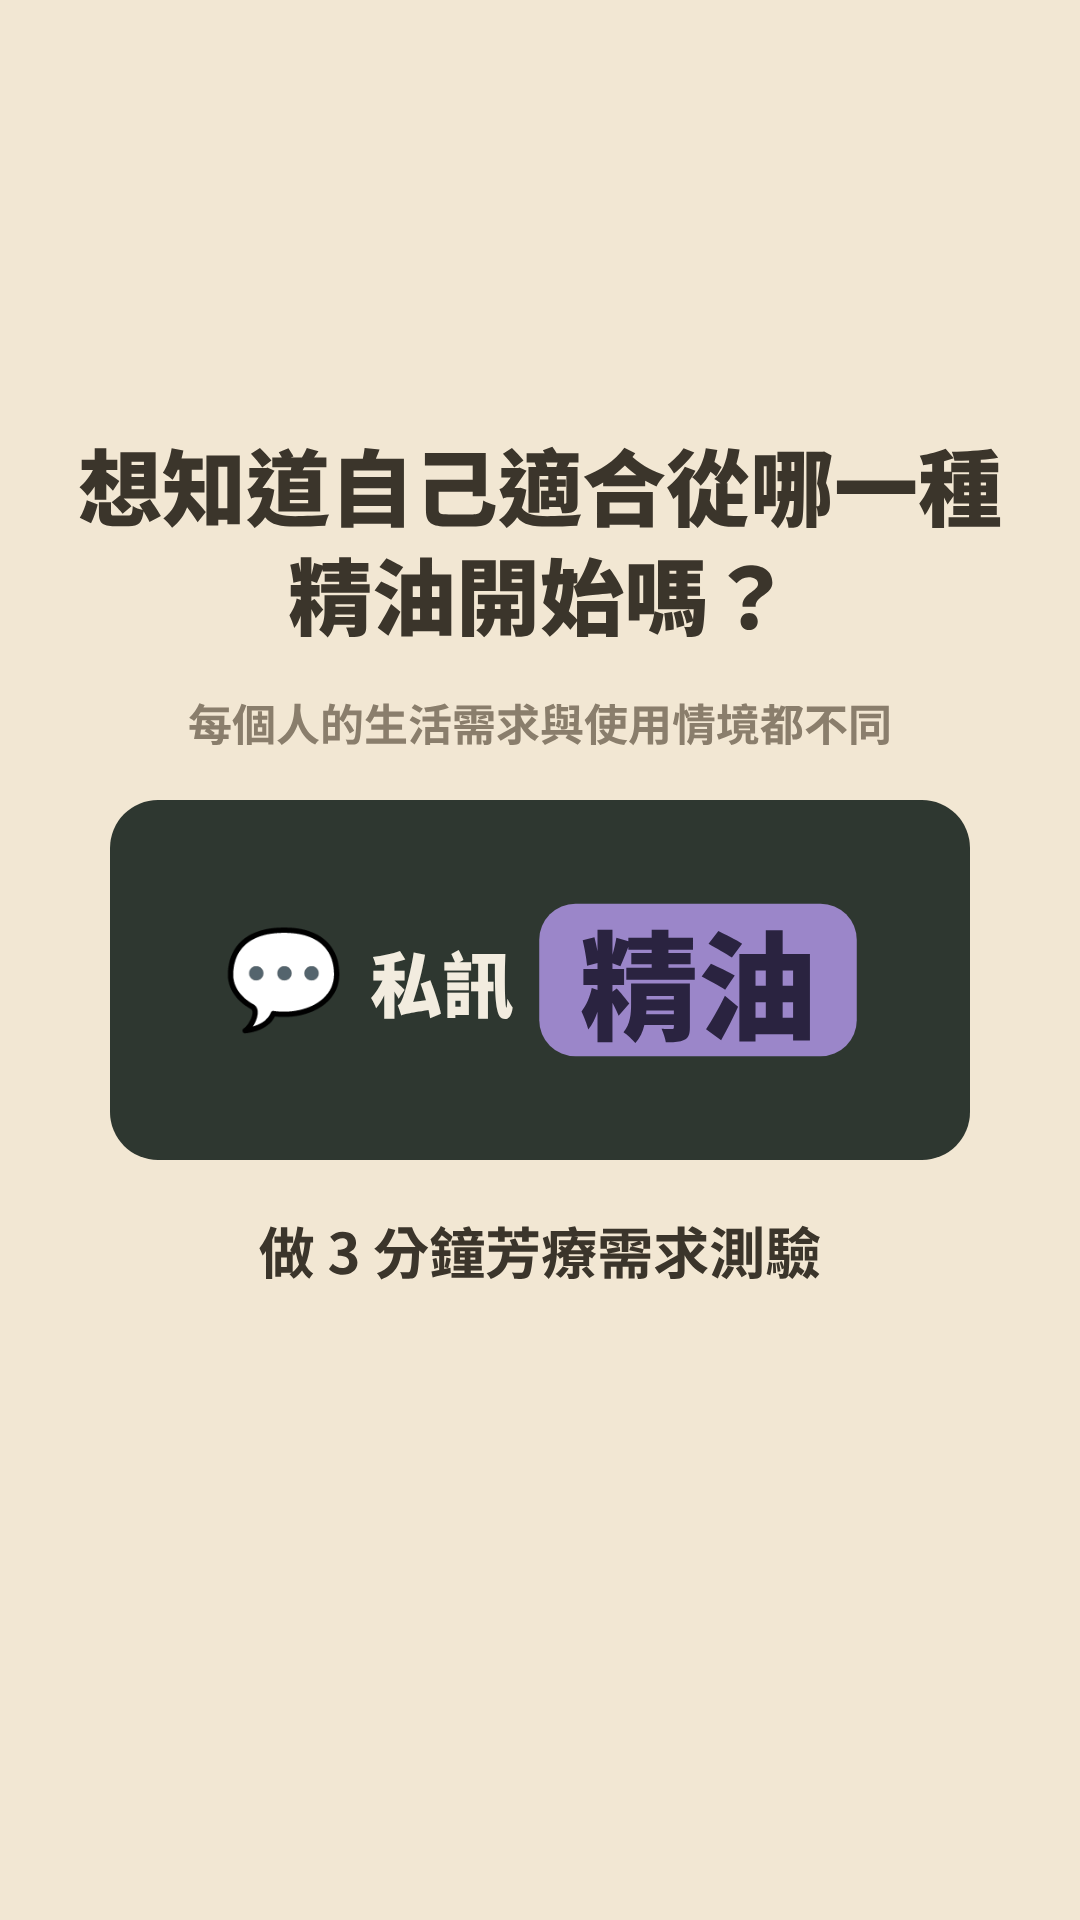 想知道自己適合從哪一種
精油開始嗎？
每個人的生活需求與使用情境都不同
💬 私訊 精油
做 3 分鐘芳療需求測驗